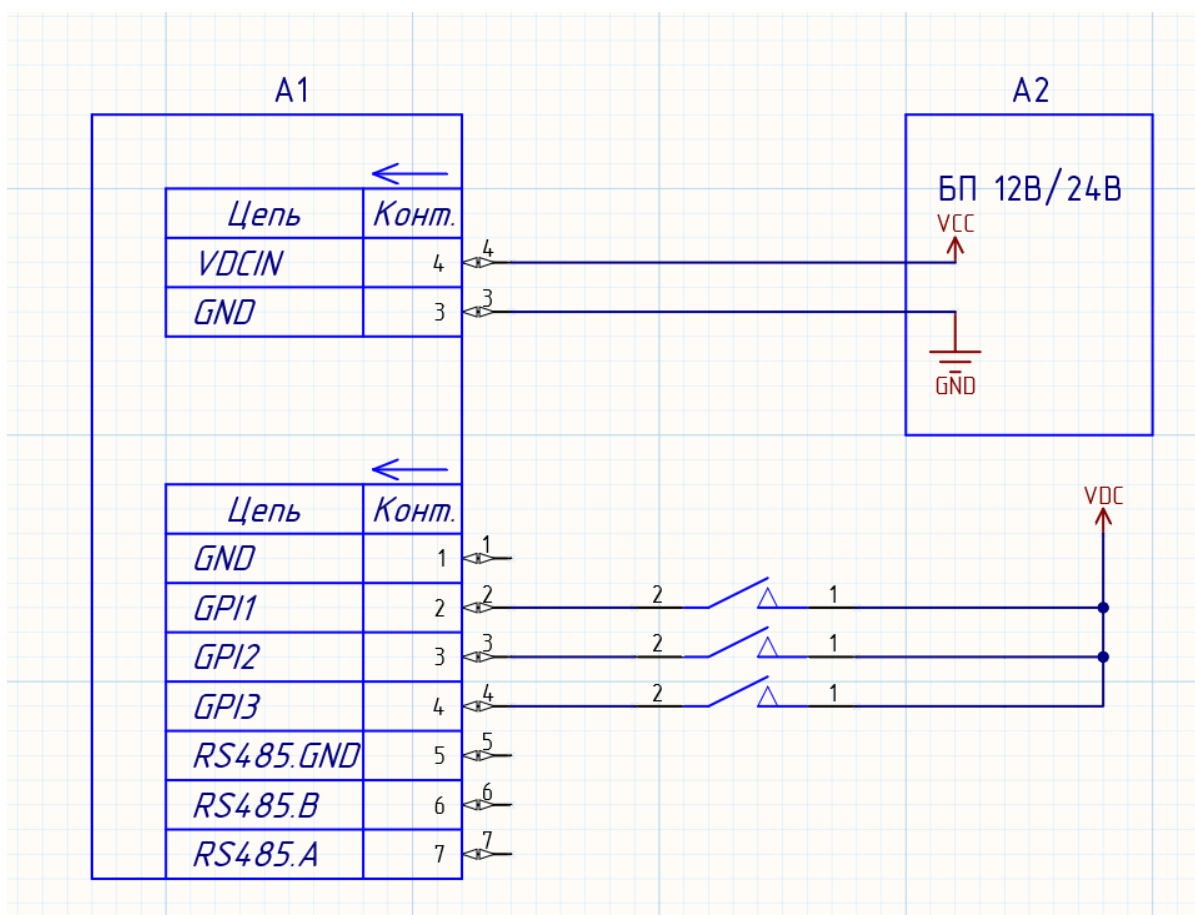 A1
A2
Цепь Конт.
VDCIN 4 4
GND 3 3
БП 12В/24В
VCC
GND
Цепь Конт.
GND 1 1
GPI1 2 2 2 1
GPI2 3 3 2 1
GPI3 4 4 2 1
RS485.GND 5 5
RS485.B 6 6
RS485.A 7 7
VDC